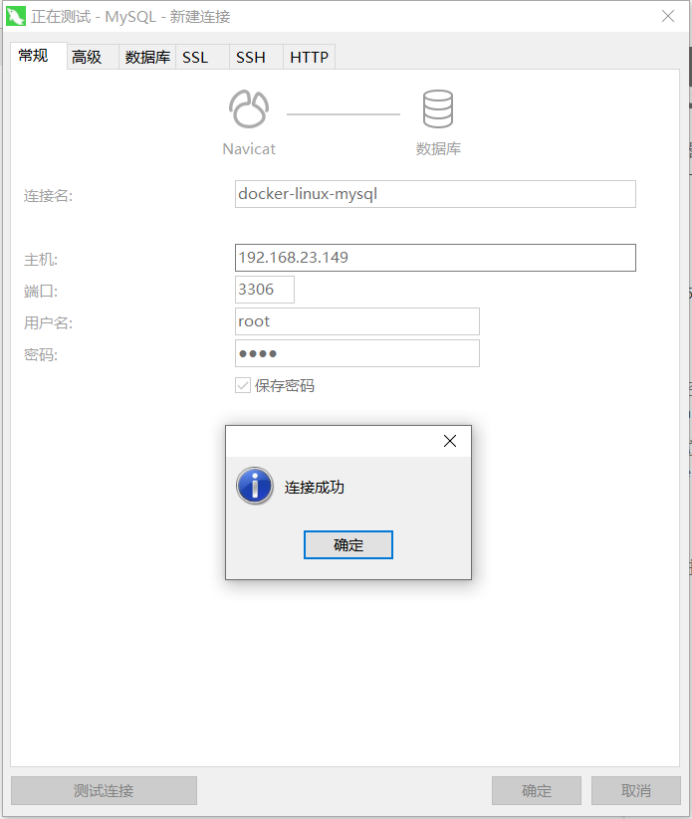 正在测试 - MySQL - 新建连接
常规 高级 数据库 SSL SSH HTTP
Navicat 数据库
连接名: docker-linux-mysql
主机: 192.168.23.149
端口: 3306
用户名: root
密码: ●●●●
保存密码
连接成功
确定
测试连接 确定 取消